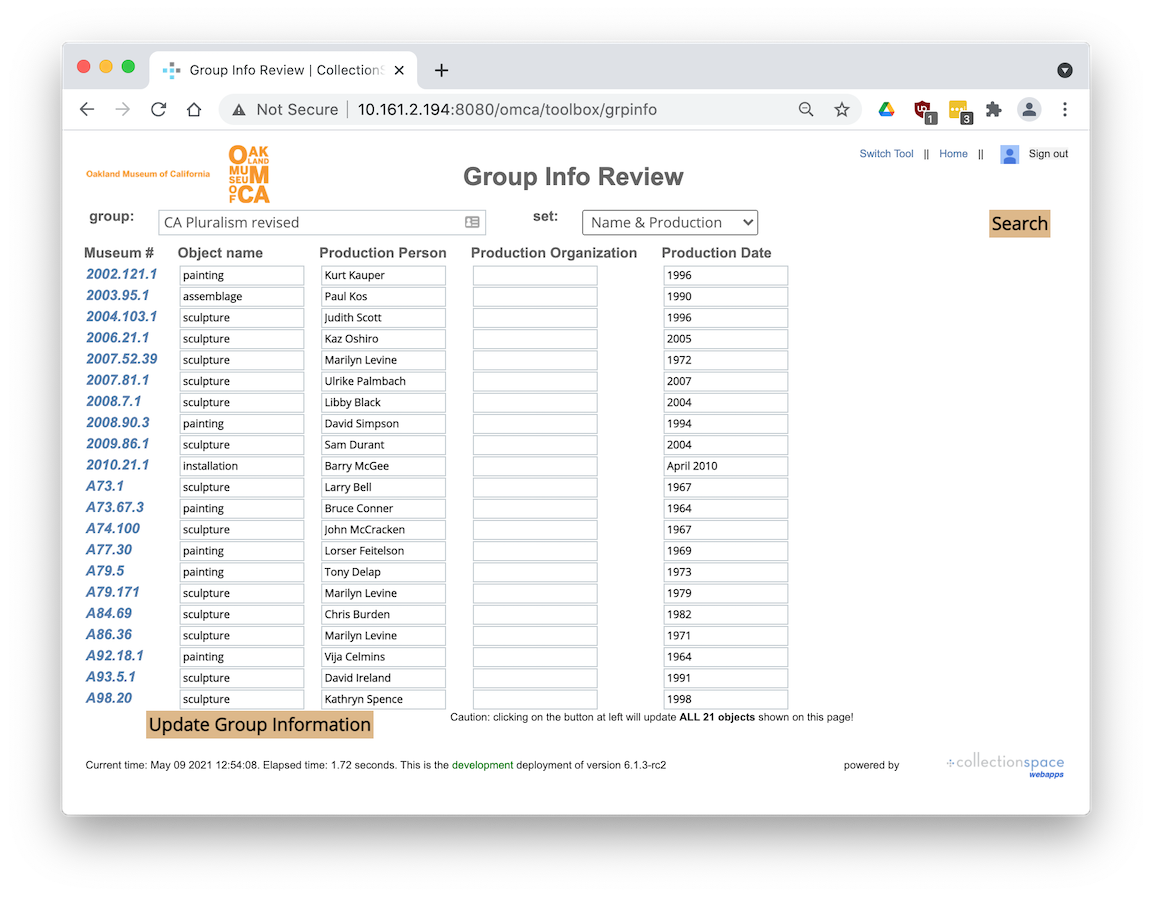 Group Info Review | CollectionS
Not Secure 10.161.2.194:8080/omca/toolbox/grpinfo 1 3
Switch Tool || Home || Sign out
Oakland Museum of California
OAK
LAND
MU
SEUM
OF
CA
Group Info Review
group: CA Pluralism revised set: Name & Production Search
Museum # Object name Production Person Production Organization Production Date
2002.121.1 painting Kurt Kauper 1996
2003.95.1 assemblage Paul Kos 1990
2004.103.1 sculpture Judith Scott 1996
2006.21.1 sculpture Kaz Oshiro 2005
2007.52.39 sculpture Marilyn Levine 1972
2007.81.1 sculpture Ulrike Palmbach 2007
2008.7.1 sculpture Libby Black 2004
2008.90.3 painting David Simpson 1994
2009.86.1 sculpture Sam Durant 2004
2010.21.1 installation Barry McGee April 2010
A73.1 sculpture Larry Bell 1967
A73.67.3 painting Bruce Conner 1964
A74.100 sculpture John McCracken 1967
A77.30 painting Lorser Feitelson 1969
A79.5 painting Tony Delap 1973
A79.171 sculpture Marilyn Levine 1979
A84.69 sculpture Chris Burden 1982
A86.36 sculpture Marilyn Levine 1971
A92.18.1 painting Vija Celmins 1964
A93.5.1 sculpture David Ireland 1991
A98.20 sculpture Kathryn Spence 1998
Update Group Information Caution: clicking on the button at left will update ALL 21 objects shown on this page!
Current time: May 09 2021 12:54:08. Elapsed time: 1.72 seconds. This is the development deployment of version 6.1.3-rc2 powered by collectionspace
webapps